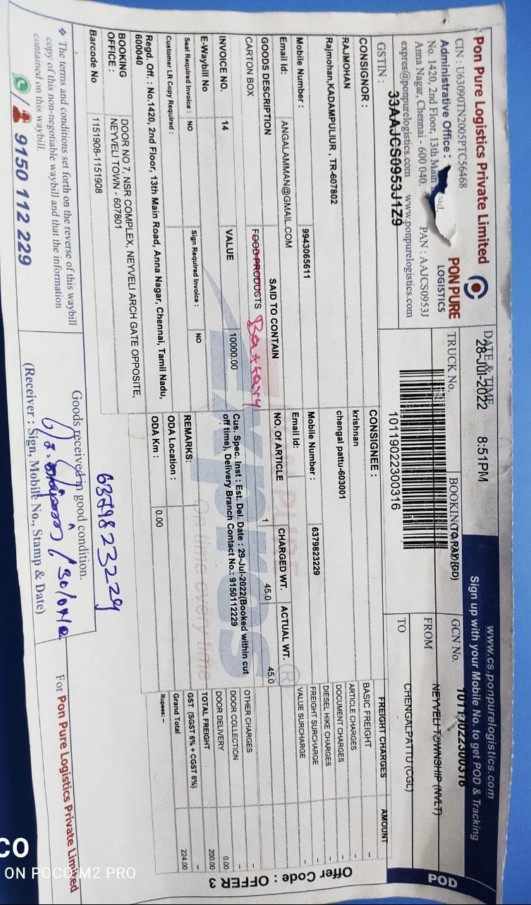 Pon Pure Logistics Private Limited
CIN : U63090TN2005PTC56468
Administrative Office :
No. 1420, 2nd Floor, 13th Main Road,
Anna Nagar, Chennai - 600 040. PAN : AAJCS0953J
expres@ponpurelogistics.com www.ponpurelogistics.com
GSTIN : 33AAJCS0953J1Z9
PON PURE
LOGISTICS
DATE & TIME
28-Jul-2022 8:51PM
TRUCK No.
10119022300316
BOOKING
www.cs.ponpurelogistics.com
Sign up with your Mobile No. to get POD & Tracking
GCN No. 10119022300316
FROM NEYVELI TOWNSHIP (NVLT)
TO CHENGALPATTU (CGL)
POD
CONSIGNOR :
RAJMOHAN
Rajmohan,KADAMPULIUR , TR-607802
Mobile Number : 9943065611
Email Id: ANGALAMMAN@GMAIL.COM
CONSIGNEE :
krishnan
chengal pattu-603001
Mobile Number : 6379823229
Email Id:
GOODS DESCRIPTION SAID TO CONTAIN NO. OF ARTICLE CHARGED WT. ACTUAL WT.
CARTON BOX FOOD PRODUCTS Battary 1 45.0 45.0
INVOICE NO. 14 VALUE 10000.00
Cus. Spec. Inst : Est. Del. Date : 29-Jul-2022(Booked within cut
off time), Delivery Branch Contact No.: 9150112229
E-Waybill No
Seal Required Invoice : NO Sign Required Invoice : NO
Customer LR Copy Required :
REMARKS:
ODA Location :
ODA Km : 0.00
Regd. Off. : No.1420, 2nd Floor, 13th Main Road, Anna Nagar, Chennai, Tamil Nadu,
600040
BOOKING OFFICE : DOOR NO 7, NSR COMPLEX, NEYVELI ARCH GATE OPPOSITE,
NEYVELI TOWN - 607801
Barcode No 1151908-1151908
FREIGHT CHARGES AMOUNT
BASIC FREIGHT -
ARTICLE CHARGES -
DOCUMENT CHARGES -
DIESEL HIKE CHARGES -
FREIGHT SURCHARGE -
VALUE SURCHARGE -
OTHER CHARGES -
DOOR COLLECTION 0.00
DOOR DELIVERY 200.00
TOTAL FREIGHT -
GST (SGST 6% + CGST 6%) -
Grand Total 224.00
Rupees: --
Offer Code : OFFER 3
❖ The terms and conditions set forth on the reverse of this waybill
copy of this non-negotiable waybill and that the information
contained on this waybill.
9150 112 229
6379823229
Goods received in good condition.
(Receiver : Sign, Mobile No., Stamp & Date)
For Pon Pure Logistics Private Limited
CO
ON POCO M2 PRO